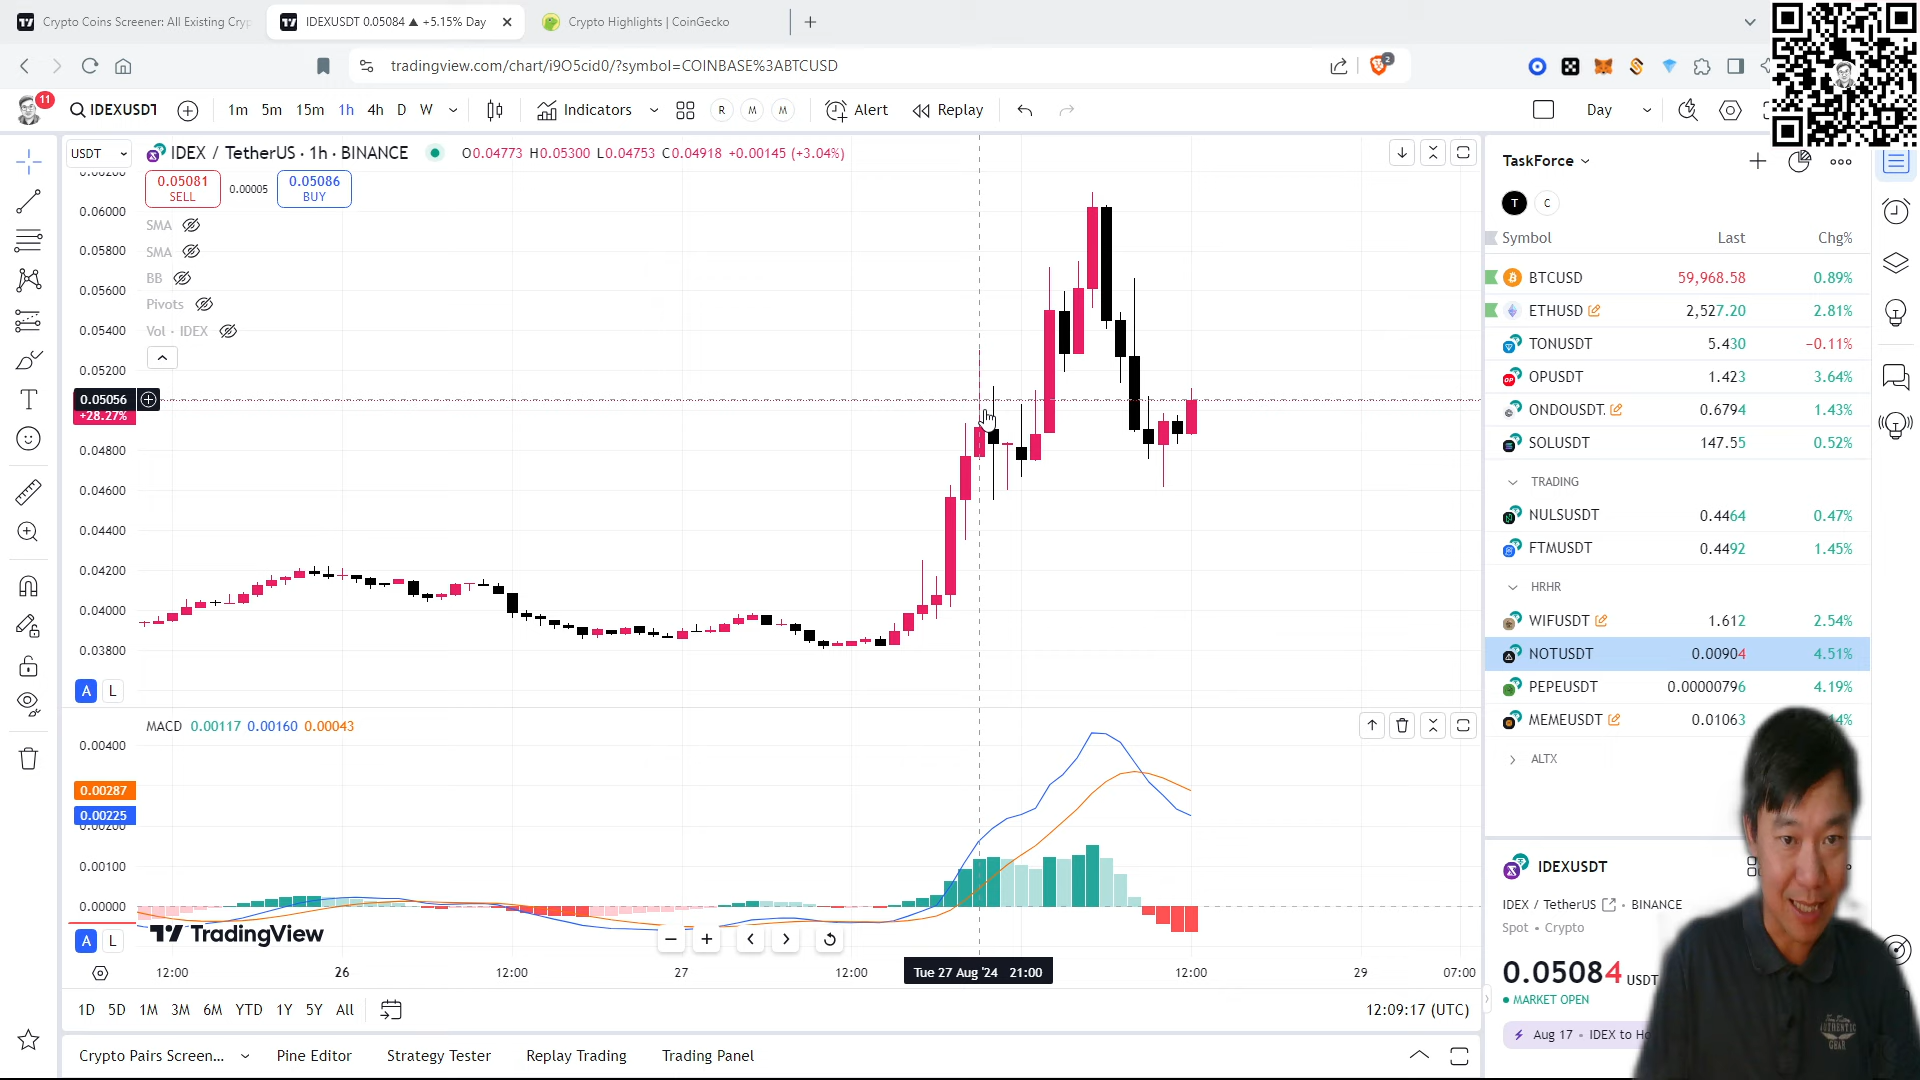 Crypto Coins Screener: All Existing Cryp
IDEXUSDT 0.05084 ▲ +5.15% Day
Crypto Highlights | CoinGecko
tradingview.com/chart/i9O5cid0/?symbol=COINBASE%3ABTCUSD
2
11
IDEXUSDT
1m 5m 15m 1h 4h D W
Indicators
R M M
Alert
Replay
Day
USDT
IDEX / TetherUS · 1h · BINANCE
O0.04773 H0.05300 L0.04753 C0.04918 +0.00145 (+3.04%)
0.05081
SELL
0.00005
0.05086
BUY
SMA
SMA
BB
Pivots
Vol · IDEX
0.06000
0.05800
0.05600
0.05400
0.05200
0.05056
+28.27%
0.04800
0.04600
0.04400
0.04200
0.04000
0.03800
A L
MACD 0.00117 0.00160 0.00043
0.00400
0.00287
0.00225
0.00100
0.00000
A L
TradingView
12:00 26 12:00 27 12:00 Tue 27 Aug '24 21:00 12:00 29 07:00
1D 5D 1M 3M 6M YTD 1Y 5Y All
12:09:17 (UTC)
Crypto Pairs Screen... Pine Editor Strategy Tester Replay Trading Trading Panel
TaskForce
T C
Symbol Last Chg%
BTCUSD 59,968.58 0.89%
ETHUSD 2,527.20 2.81%
TONUSDT 5.430 −0.11%
OPUSDT 1.423 3.64%
ONDOUSDT. 0.6794 1.43%
SOLUSDT 147.55 0.52%
TRADING
NULSUSDT 0.4464 0.47%
FTMUSDT 0.4492 1.45%
HRHR
WIFUSDT 1.612 2.54%
NOTUSDT 0.00904 4.51%
PEPEUSDT 0.00000796 4.19%
MEMEUSDT 0.01063
ALTX
IDEXUSDT
IDEX / TetherUS • BINANCE
Spot • Crypto
0.05084 USDT
MARKET OPEN
Aug 17 • IDEX to
AUTHENTIC
GEAR